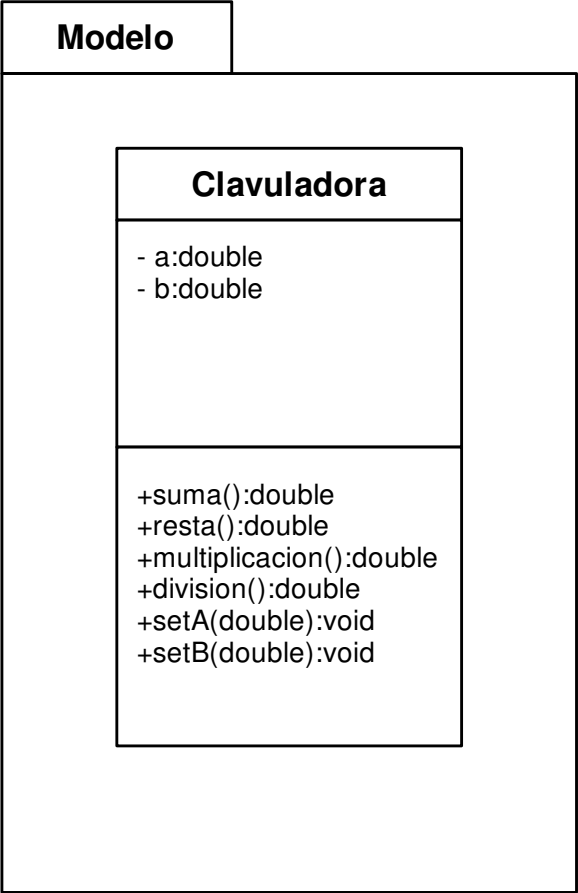 Modelo
Clavuladora
- a:double
- b:double
+suma():double
+resta():double
+multiplicacion():double
+division():double
+setA(double):void
+setB(double):void